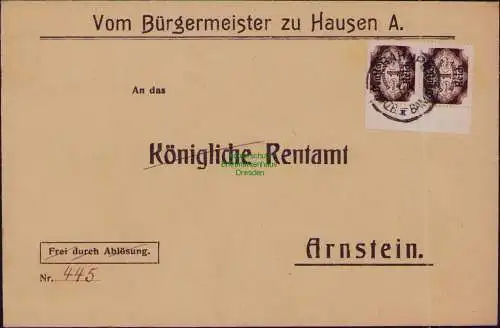 Vom Bürgermeister zu Hausen A.
An das
Königliche Rentamt
Dresden
Frei durch Ablösung.
Arnstein.
Nr. 445